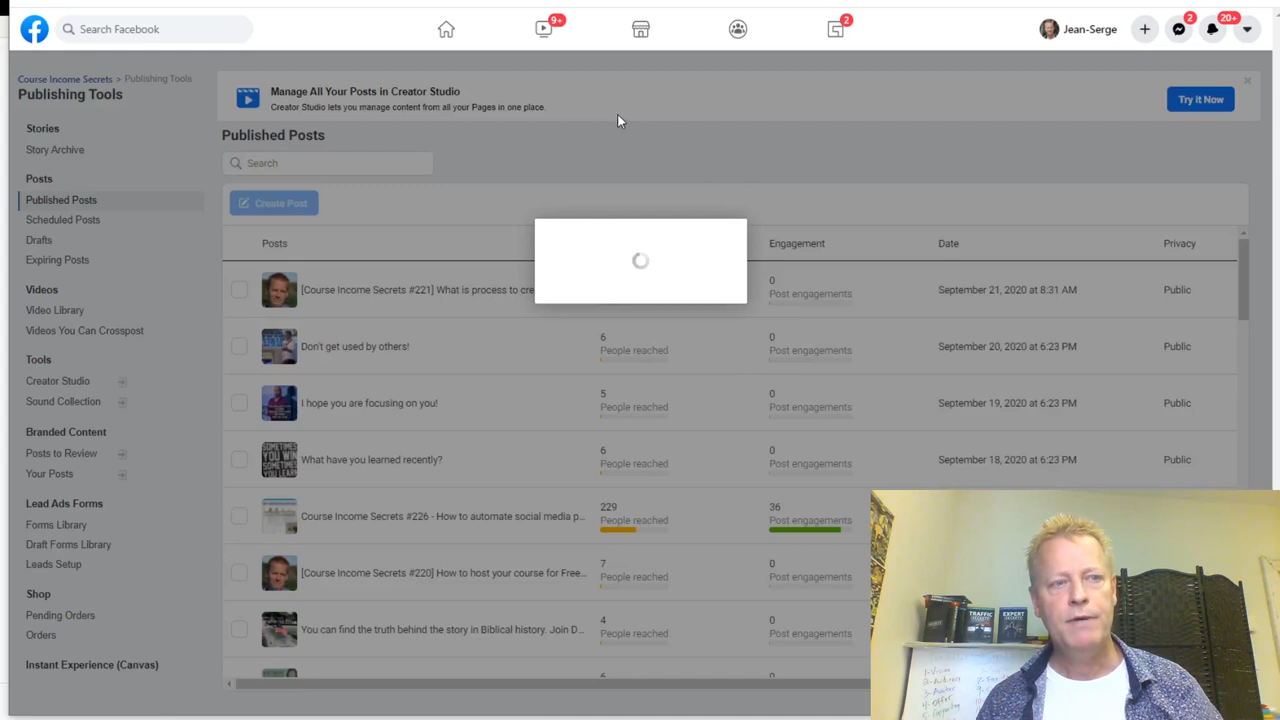 Search Facebook
9+
2
Jean-Serge
2
20+
Course Income Secrets > Publishing Tools
Publishing Tools
Stories
Story Archive
Posts
Published Posts
Scheduled Posts
Drafts
Expiring Posts
Videos
Video Library
Videos You Can Crosspost
Tools
Creator Studio
Sound Collection
Branded Content
Posts to Review
Your Posts
Lead Ads Forms
Forms Library
Draft Forms Library
Leads Setup
Shop
Pending Orders
Orders
Instant Experience (Canvas)
Manage All Your Posts in Creator Studio
Creator Studio lets you manage content from all your Pages in one place.
Try It Now
Published Posts
Search
Create Post
Posts Engagement Date Privacy
[Course Income Secrets #221] What is process to cre
0
Post engagements
September 21, 2020 at 8:31 AM
Public
Don't get used by others!
6
People reached
0
Post engagements
September 20, 2020 at 6:23 PM
Public
I hope you are focusing on you!
5
People reached
0
Post engagements
September 19, 2020 at 6:23 PM
Public
What have you learned recently?
6
People reached
0
Post engagements
September 18, 2020 at 6:23 PM
Public
Course Income Secrets #226 - How to automate social media p...
229
People reached
36
Post engagements
[Course Income Secrets #220] How to host your course for Free...
7
People reached
0
Post engagements
You can find the truth behind the story in Biblical history. Join D...
4
People reached
0
Post engagements
SOMETIMES
YOU WIN
SOMETIMES
YOU LEARN
TRAFFIC
SECRETS
EXPERT
SECRETS